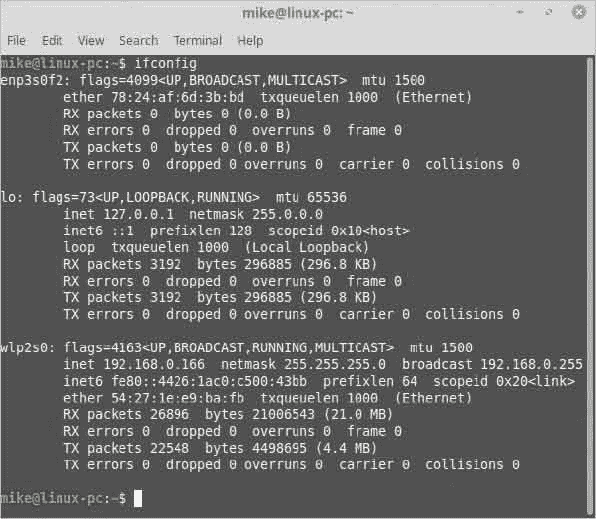 mike@linux-pc: ~
File Edit View Search Terminal Help
mike@linux-pc:~$ ifconfig
enp3s0f2: flags=4099<UP,BROADCAST,MULTICAST>  mtu 1500
        ether 78:24:af:6d:3b:bd  txqueuelen 1000  (Ethernet)
        RX packets 0  bytes 0 (0.0 B)
        RX errors 0  dropped 0  overruns 0  frame 0
        TX packets 0  bytes 0 (0.0 B)
        TX errors 0  dropped 0 overruns 0  carrier 0  collisions 0
lo: flags=73<UP,LOOPBACK,RUNNING>  mtu 65536
        inet 127.0.0.1  netmask 255.0.0.0
        inet6 ::1  prefixlen 128  scopeid 0x10<host>
        loop  txqueuelen 1000  (Local Loopback)
        RX packets 3192  bytes 296885 (296.8 KB)
        RX errors 0  dropped 0  overruns 0  frame 0
        TX packets 3192  bytes 296885 (296.8 KB)
        TX errors 0  dropped 0 overruns 0  carrier 0  collisions 0
wlp2s0: flags=4163<UP,BROADCAST,RUNNING,MULTICAST>  mtu 1500
        inet 192.168.0.166  netmask 255.255.255.0  broadcast 192.168.0.255
        inet6 fe80::4426:1ac0:c500:43bb  prefixlen 64  scopeid 0x20<link>
        ether 54:27:1e:e9:ba:fb  txqueuelen 1000  (Ethernet)
        RX packets 26896  bytes 21006543 (21.0 MB)
        RX errors 0  dropped 0  overruns 0  frame 0
        TX packets 22548  bytes 4498695 (4.4 MB)
        TX errors 0  dropped 0 overruns 0  carrier 0  collisions 0
mike@linux-pc:~$